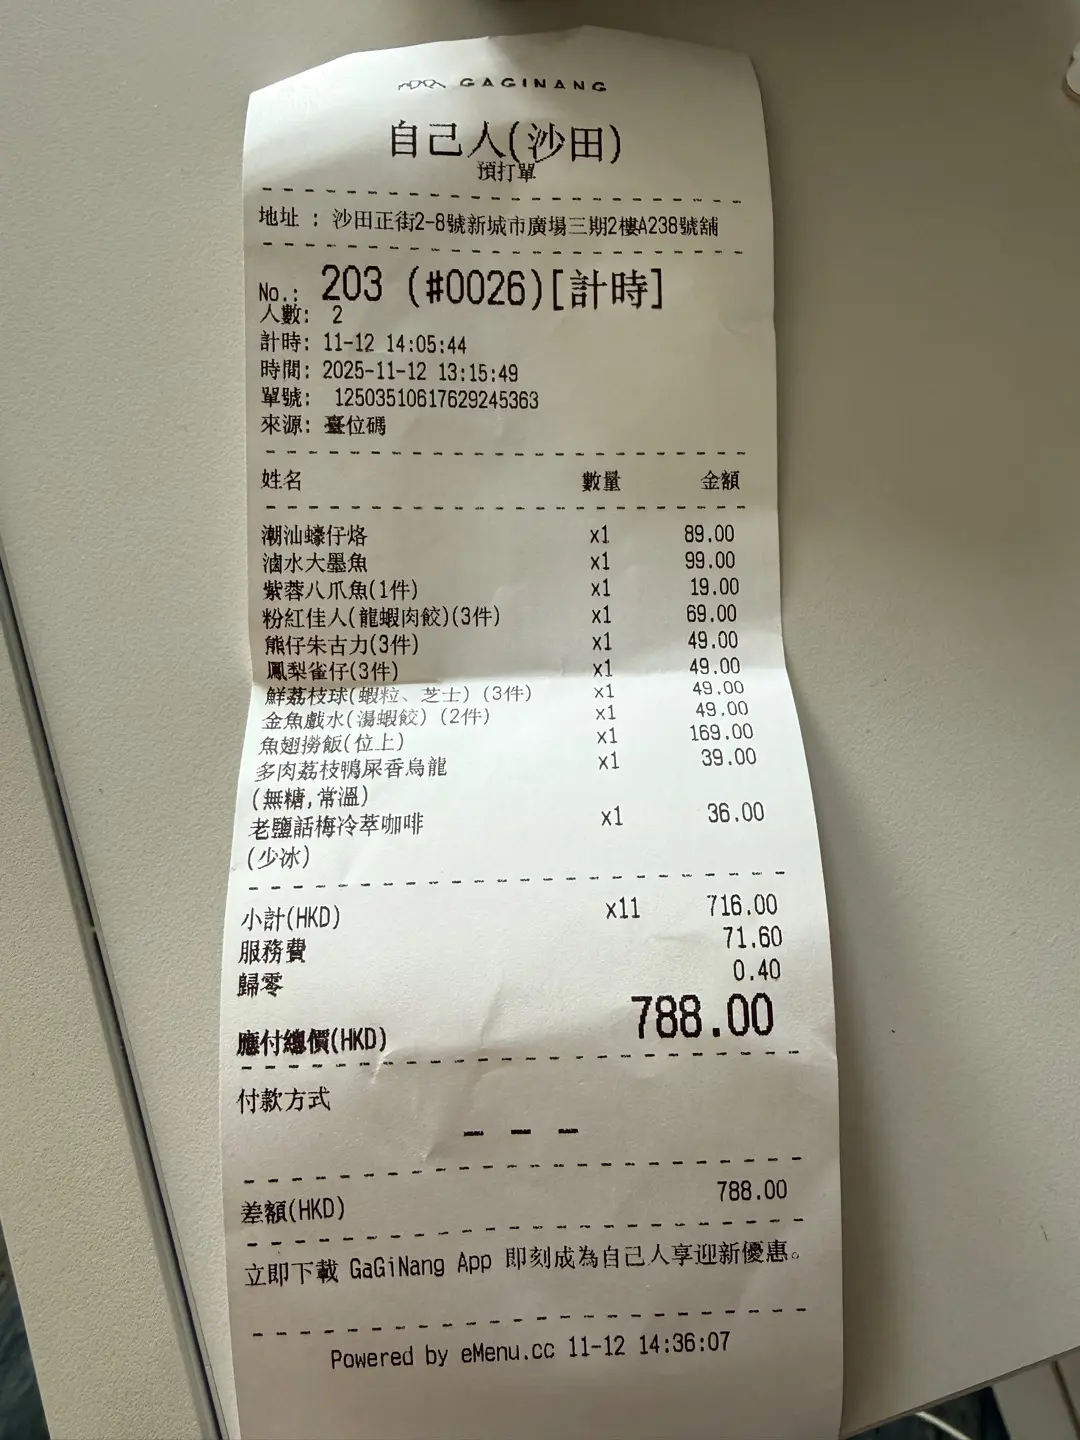 GAGINANG
自己人(沙田)
預打單
地址 : 沙田正街2-8號新城市廣場三期2樓A238號舖
No.: 203 (#0026)[計時]
人數: 2
計時: 11-12 14:05:44
時間: 2025-11-12 13:15:49
單號: 12503510617629245363
來源: 臺位碼
姓名 數量 金額
潮汕蠔仔烙 x1 89.00
滷水大墨魚 x1 99.00
紫蓉八爪魚(1件) x1 19.00
粉紅佳人(龍蝦肉餃)(3件) x1 69.00
熊仔朱古力(3件) x1 49.00
鳳梨雀仔(3件) x1 49.00
鮮荔枝球(蝦粒、芝士)(3件) x1 49.00
金魚戲水(湯蝦餃)(2件) x1 49.00
魚翅撈飯(位上) x1 169.00
多肉荔枝鴨屎香烏龍 x1 39.00
(無糖,常溫)
老鹽話梅冷萃咖啡 x1 36.00
(少冰)
小計(HKD) x11 716.00
服務費 71.60
歸零 0.40
應付總價(HKD) 788.00
付款方式
— — —
差額(HKD) 788.00
立即下載 GaGiNang App 即刻成為自己人享迎新優惠。
Powered by eMenu.cc 11-12 14:36:07